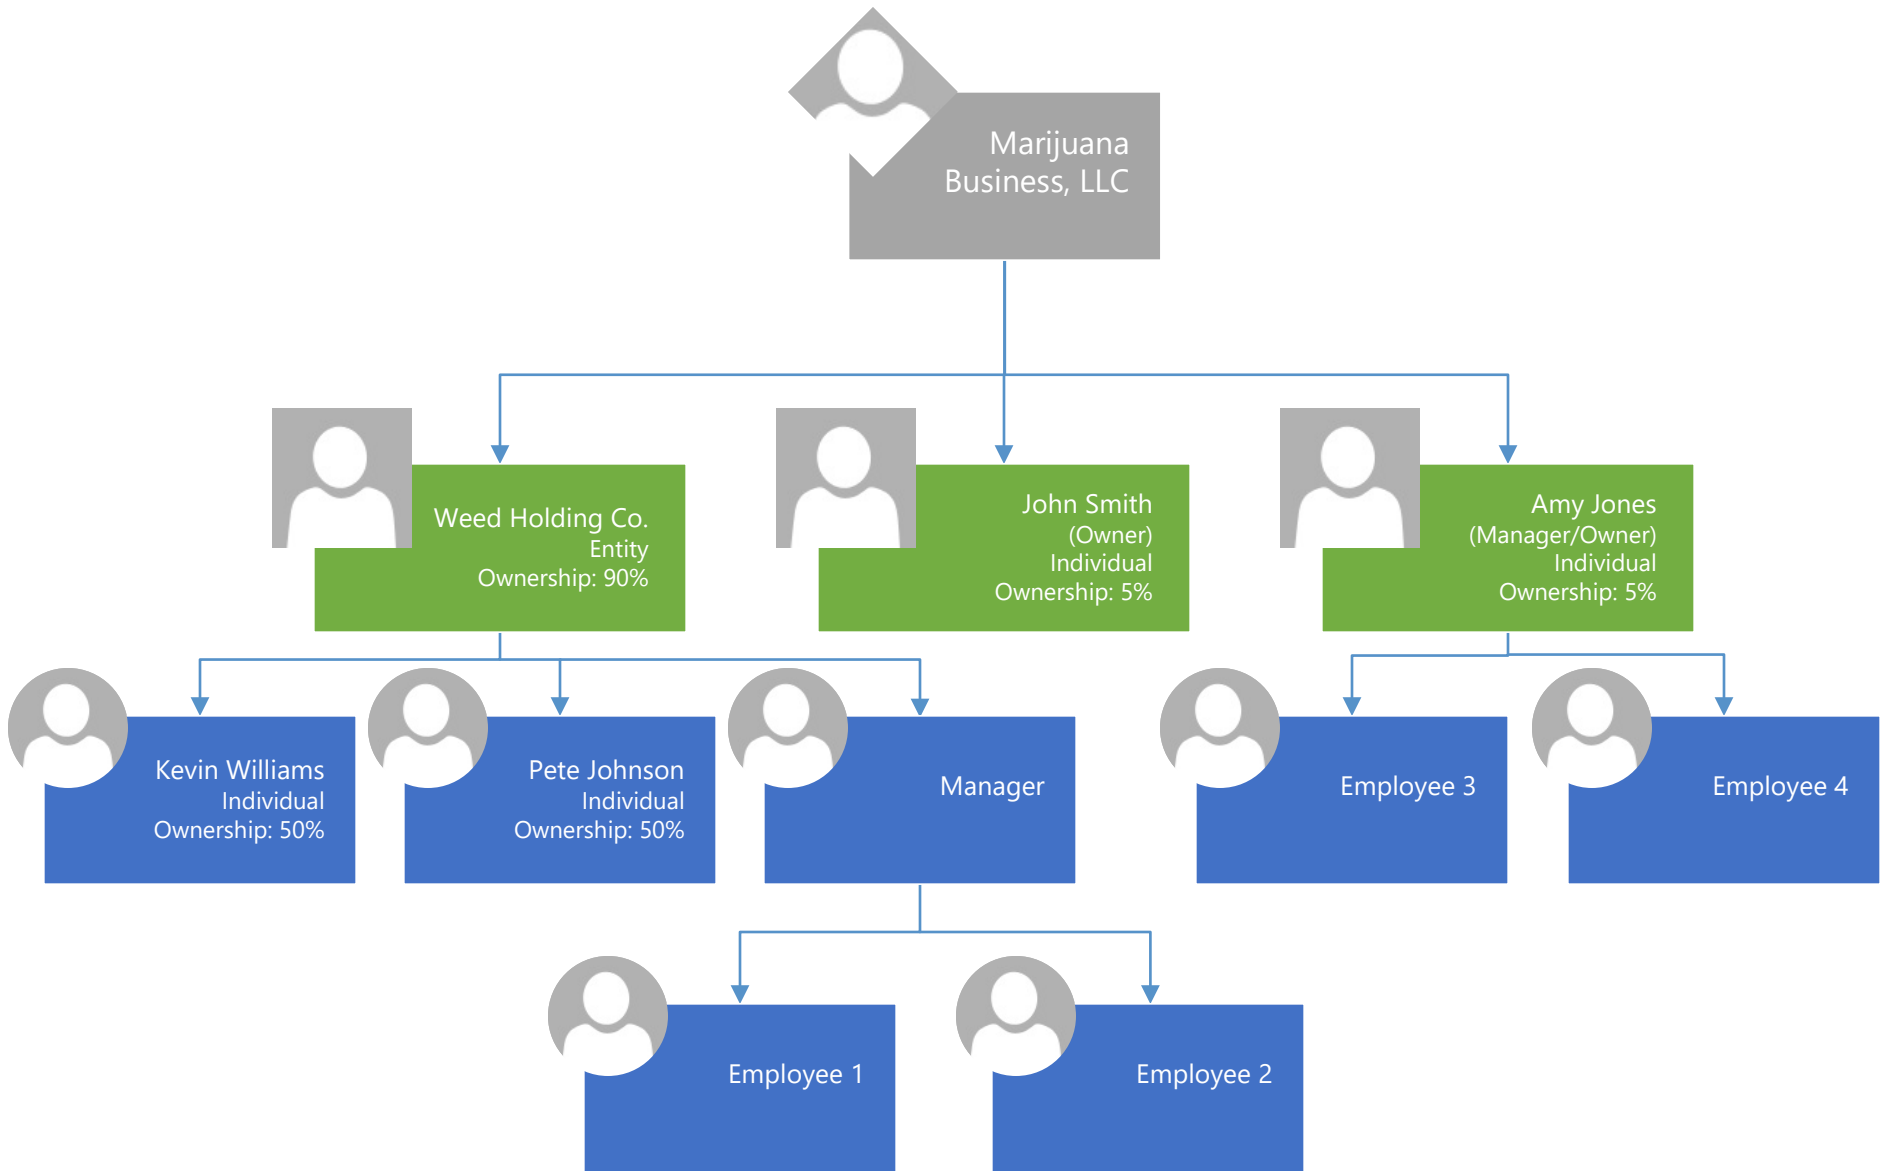 Marijuana
Business, LLC
Weed Holding Co.
Entity
Ownership: 90%
John Smith
(Owner)
Individual
Ownership: 5%
Amy Jones
(Manager/Owner)
Individual
Ownership: 5%
Kevin Williams
Individual
Ownership: 50%
Pete Johnson
Individual
Ownership: 50%
Manager
Employee 3
Employee 4
Employee 1
Employee 2